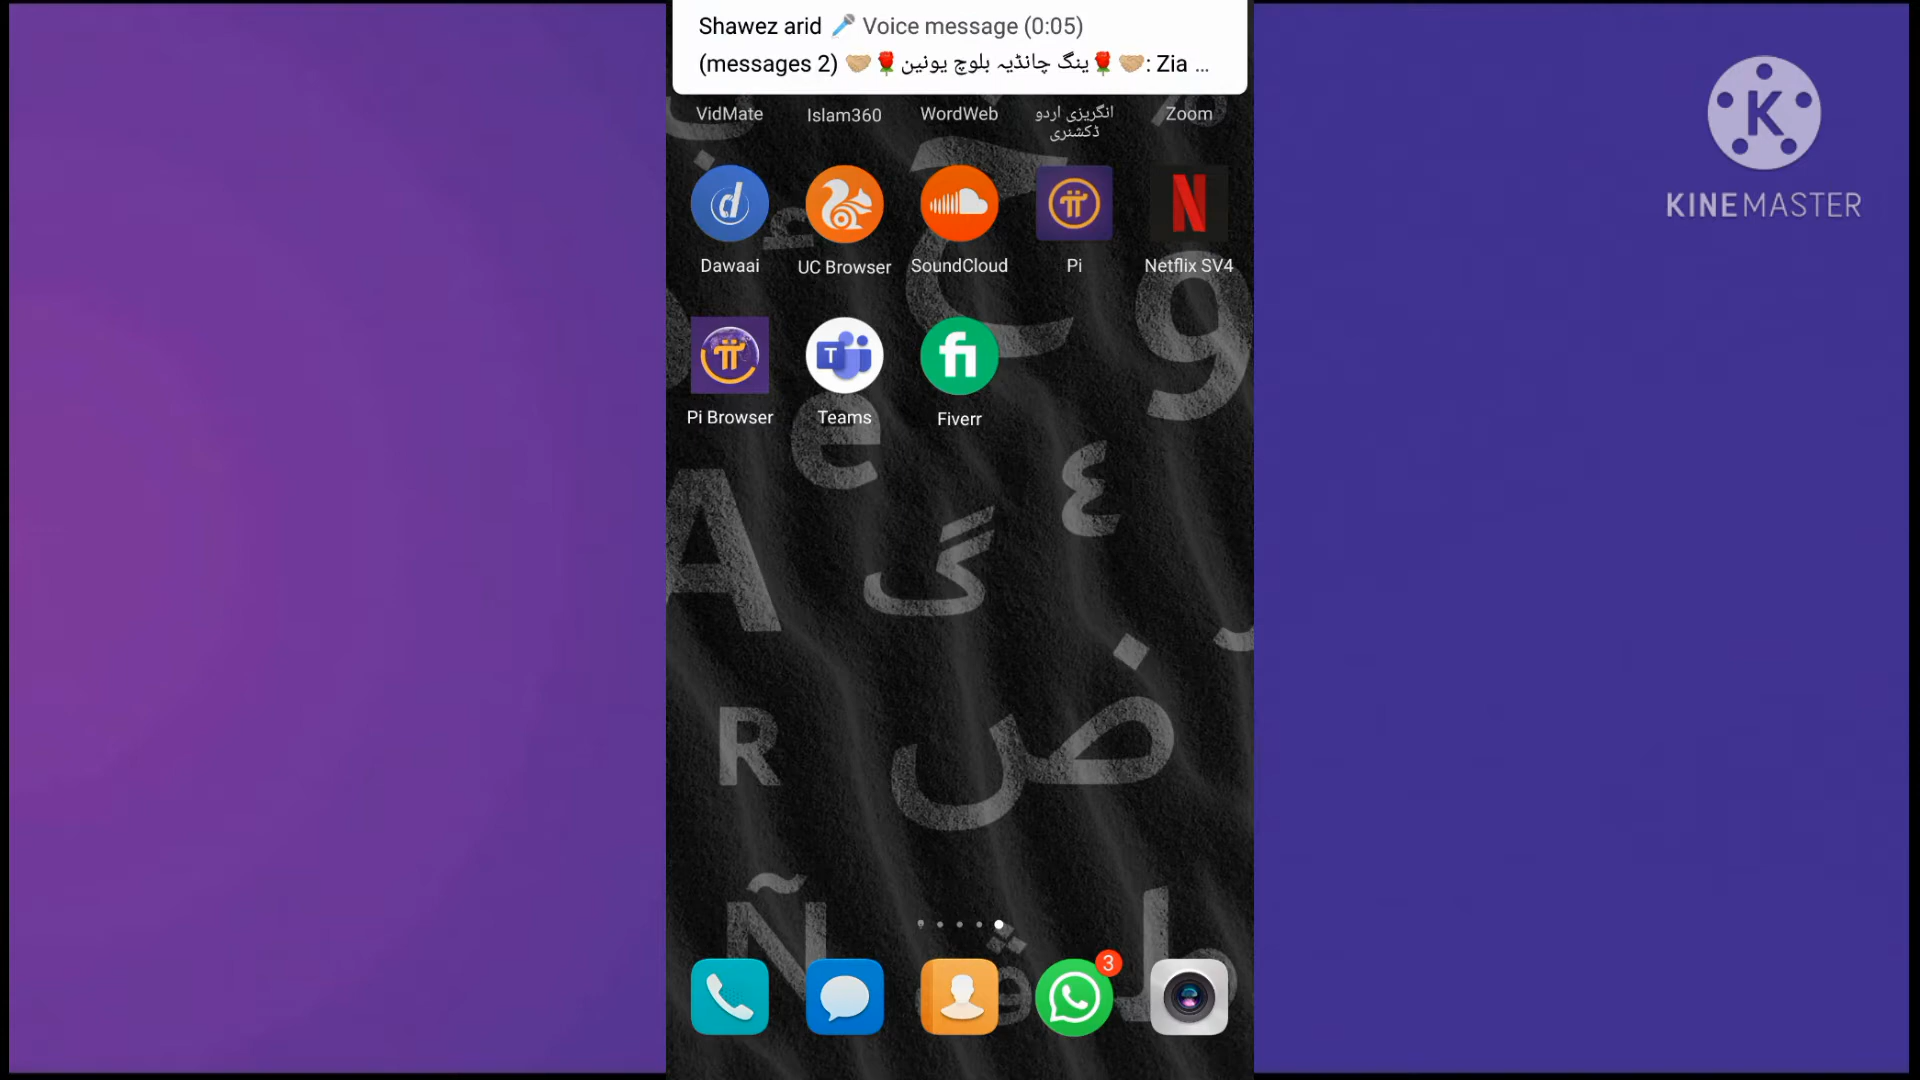 Shawez arid 🎤 Voice message (0:05)
(messages 2) 🤝🏼🌹ینگ چانڈیہ بلوچ یونین🌹🤝🏼: Zia ...
VidMate
Islam360
WordWeb
انگریزی اردو
ڈکشنری
Zoom
KINEMASTER
Dawaai
UC Browser
SoundCloud
Pi
Netflix SV4
Pi Browser
Teams
Fiverr
e
A
گ
٤
ح
و
R
ض
Ñ
3